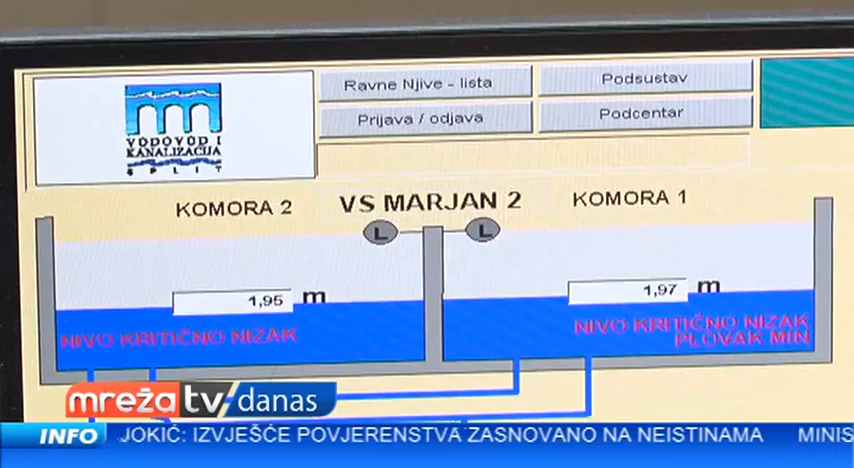 Ravne Njive - lista
Podsustav
Prijava / odjava
Podcentar
VODOVOD I
KANALIZACIJA
SPLIT
KOMORA 2
VS MARJAN 2
KOMORA 1
L
L
1,95 m
1,97 m
NIVO KRITIČNO NIZAK
NIVO KRITIČNO NIZAK
PLOVAK MIN
mreža tv danas
INFO JOKIĆ: IZVJEŠĆE POVJERENSTVA ZASNOVANO NA NEISTINAMA MINIS